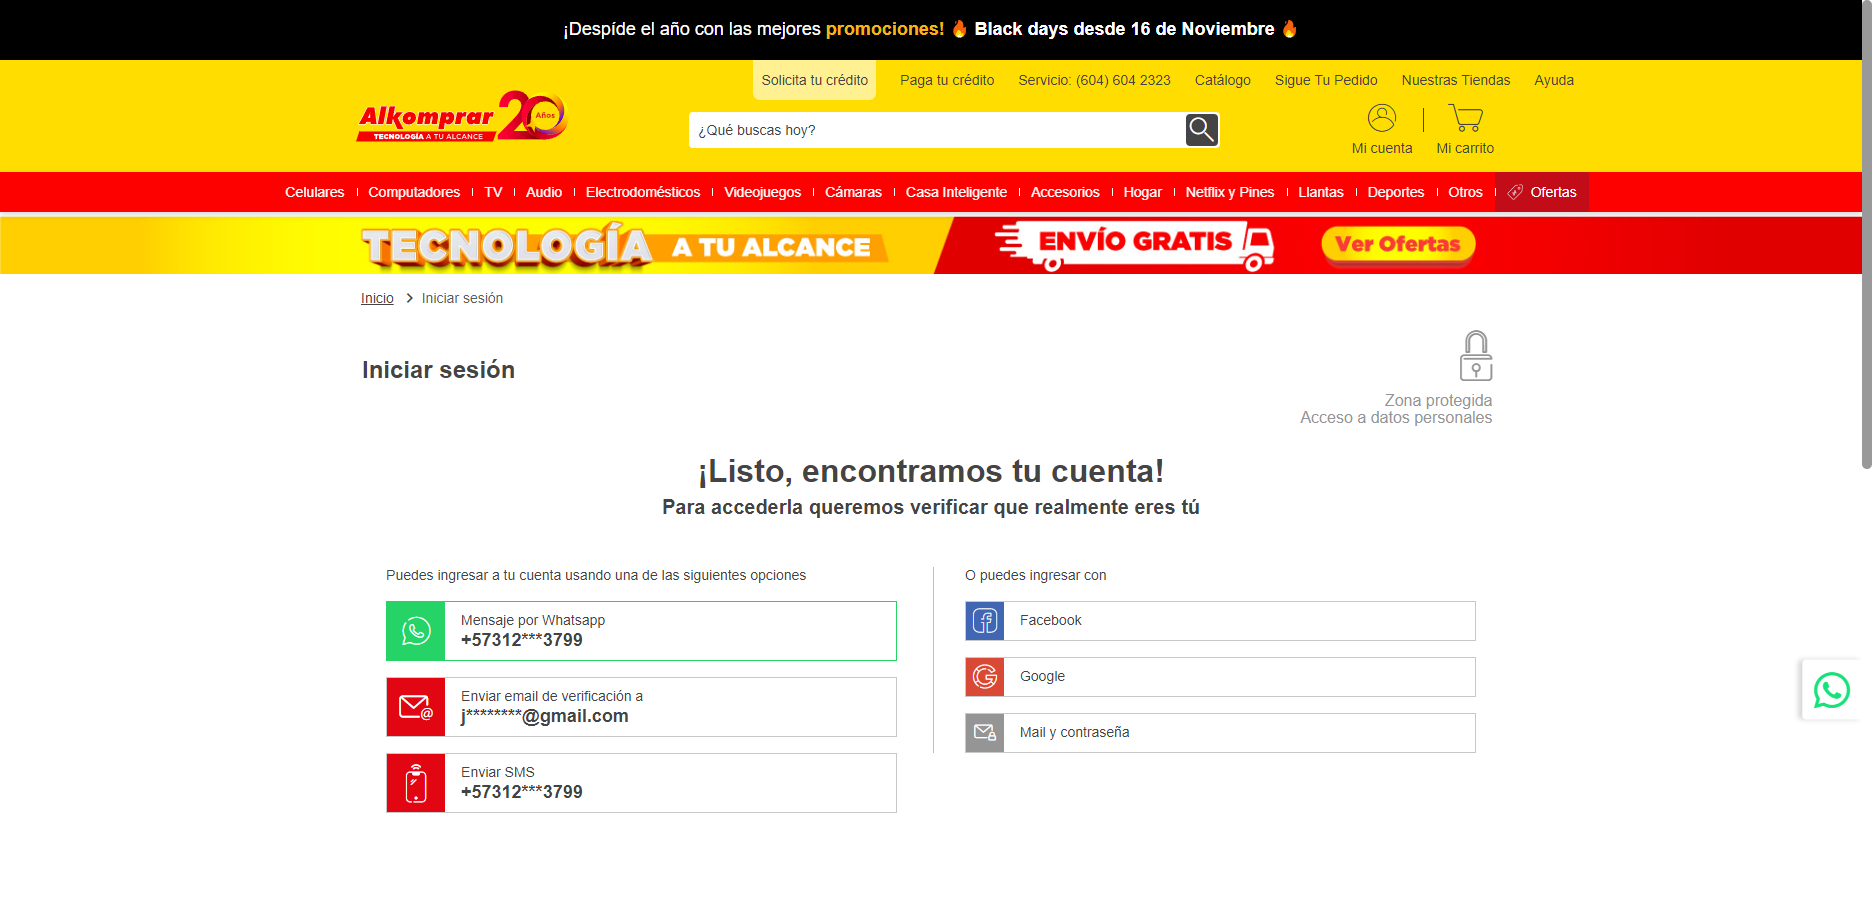 ¡Despíde el año con las mejores promociones! 🔥 Black days desde 16 de Noviembre 🔥
Solicita tu crédito
Paga tu crédito
Servicio: (604) 604 2323
Catálogo
Sigue Tu Pedido
Nuestras Tiendas
Ayuda
Alkomprar 20 Años
TECNOLOGÍA A TU ALCANCE
¿Qué buscas hoy?
Mi cuenta
Mi carrito
Celulares
Computadores
TV
Audio
Electrodomésticos
Videojuegos
Cámaras
Casa Inteligente
Accesorios
Hogar
Netflix y Pines
Llantas
Deportes
Otros
Ofertas
TECNOLOGÍA A TU ALCANCE
ENVÍO GRATIS
Ver Ofertas
Inicio > Iniciar sesión
Iniciar sesión
Zona protegida
Acceso a datos personales
¡Listo, encontramos tu cuenta!
Para accederla queremos verificar que realmente eres tú
Puedes ingresar a tu cuenta usando una de las siguientes opciones
Mensaje por Whatsapp
+57312***3799
Enviar email de verificación a
j********@gmail.com
Enviar SMS
+57312***3799
O puedes ingresar con
Facebook
Google
Mail y contraseña